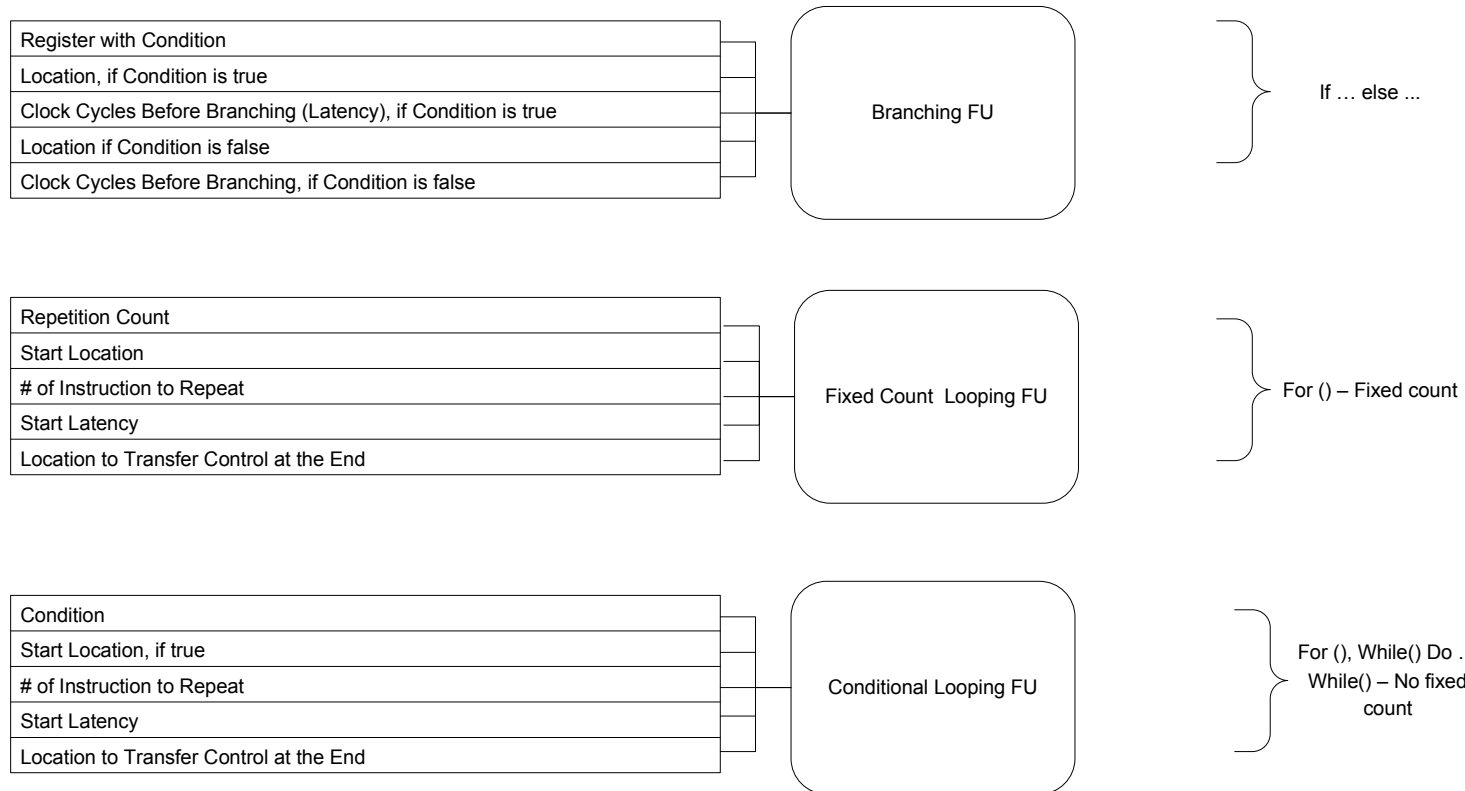 Register with Condition
Location, if Condition is true
Clock Cycles Before Branching (Latency), if Condition is true
Location if Condition is false
Clock Cycles Before Branching, if Condition is false
Branching FU
If … else ...
Repetition Count
Start Location
# of Instruction to Repeat
Start Latency
Location to Transfer Control at the End
Fixed Count Looping FU
For () – Fixed count
Condition
Start Location, if true
# of Instruction to Repeat
Start Latency
Location to Transfer Control at the End
Conditional Looping FU
For (), While() Do .
While() – No fixed
count